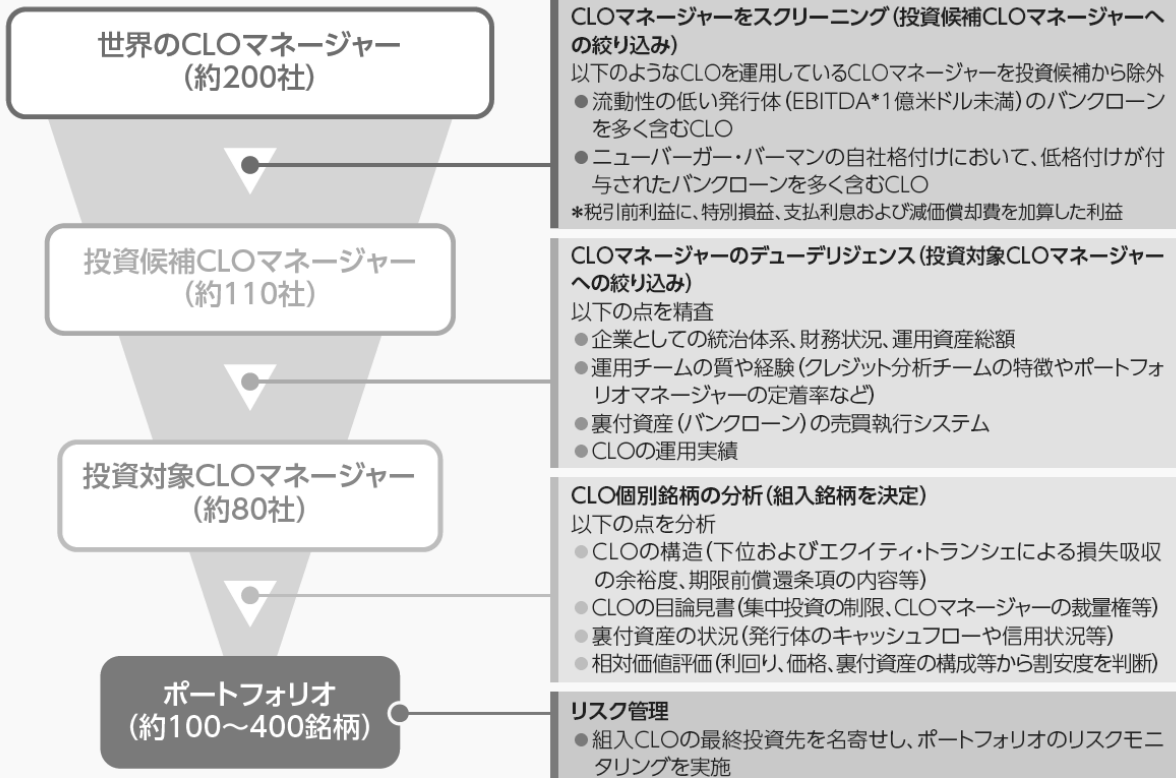 世界のCLOマネージャー
(約200社)
CLOマネージャーをスクリーニング(投資候補CLOマネージャーへ
の絞り込み)
以下のようなCLOを運用しているCLOマネージャーを投資候補から除外
●流動性の低い発行体(EBITDA*1億米ドル未満)のバンクローン
を多く含むCLO
●ニューバーガー・バーマンの自社格付けにおいて、低格付けが付
与されたバンクローンを多く含むCLO
*税引前利益に、特別損益、支払利息および減価償却費を加算した利益
投資候補CLOマネージャー
(約110社)
CLOマネージャーのデューデリジェンス(投資対象CLOマネージャー
への絞り込み)
以下の点を精査
●企業としての統治体系、財務状況、運用資産総額
●運用チームの質や経験(クレジット分析チームの特徴やポートフォ
リオマネージャーの定着率など)
●裏付資産(バンクローン)の売買執行システム
●CLOの運用実績
投資対象CLOマネージャー
(約80社)
CLO個別銘柄の分析(組入銘柄を決定)
以下の点を分析
●CLOの構造(下位およびエクイティ・トランシェによる損失吸収
の余裕度、期限前償還条項の内容等)
●CLOの目論見書(集中投資の制限、CLOマネージャーの裁量権等)
●裏付資産の状況(発行体のキャッシュフローや信用状況等)
●相対価値評価(利回り、価格、裏付資産の構成等から割安度を判断)
ポートフォリオ
(約100～400銘柄)
リスク管理
●組入CLOの最終投資先を名寄せし、ポートフォリオのリスクモニ
タリングを実施